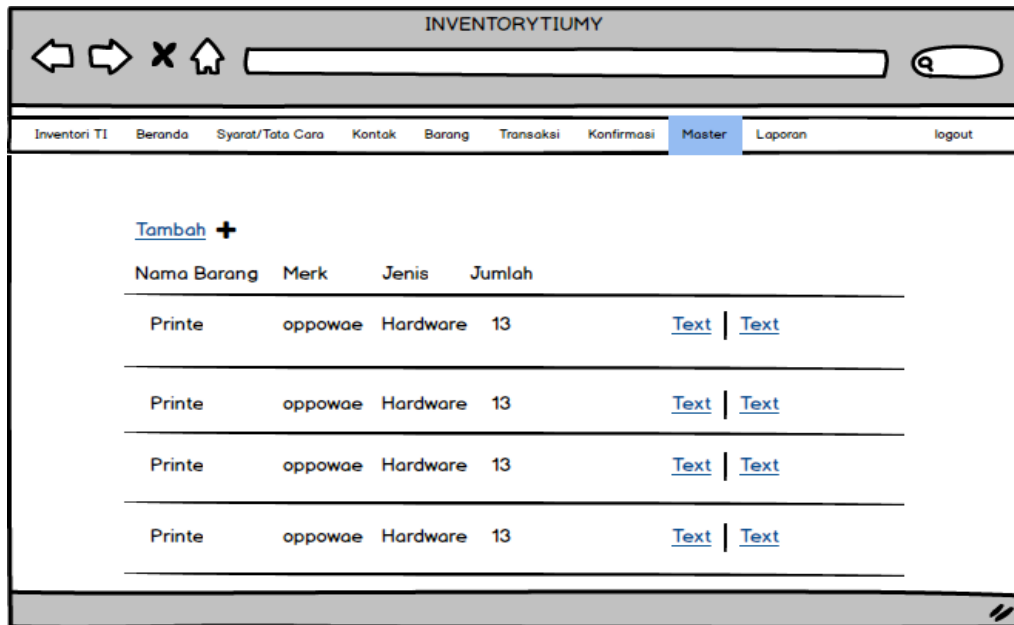 INVENTORYTIUMY
Inventori TI Beranda Syarat/Tata Cara Kontak Barang Transaksi Konfirmasi Master Laporan logout
Tambah
Nama Barang Merk Jenis Jumlah
Printe oppowae Hardware 13 Text | Text
Printe oppowae Hardware 13 Text | Text
Printe oppowae Hardware 13 Text | Text
Printe oppowae Hardware 13 Text | Text